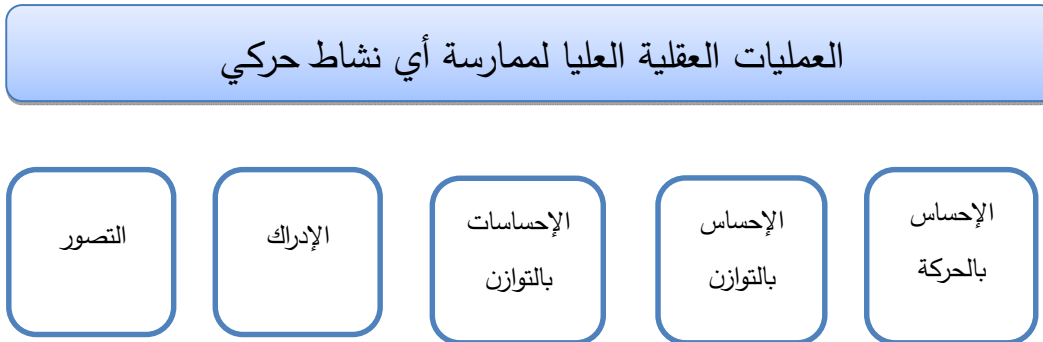 العمليات العقلية العليا لممارسة أي نشاط حركي
الإحساس
بالحركة
الإحساس
بالتوازن
الإحساسات
بالتوازن
الإدراك
التصور